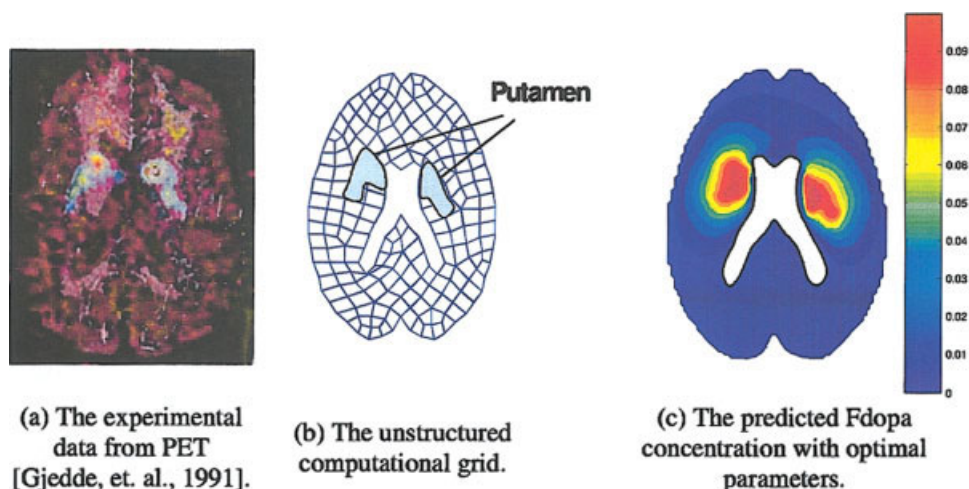 Putamen
0.09
0.08
0.07
0.06
0.05
0.04
0.03
0.02
0.01
0
(a) The experimental
data from PET
[Gjedde, et. al., 1991].
(b) The unstructured
computational grid.
(c) The predicted Fdopa
concentration with optimal
parameters.